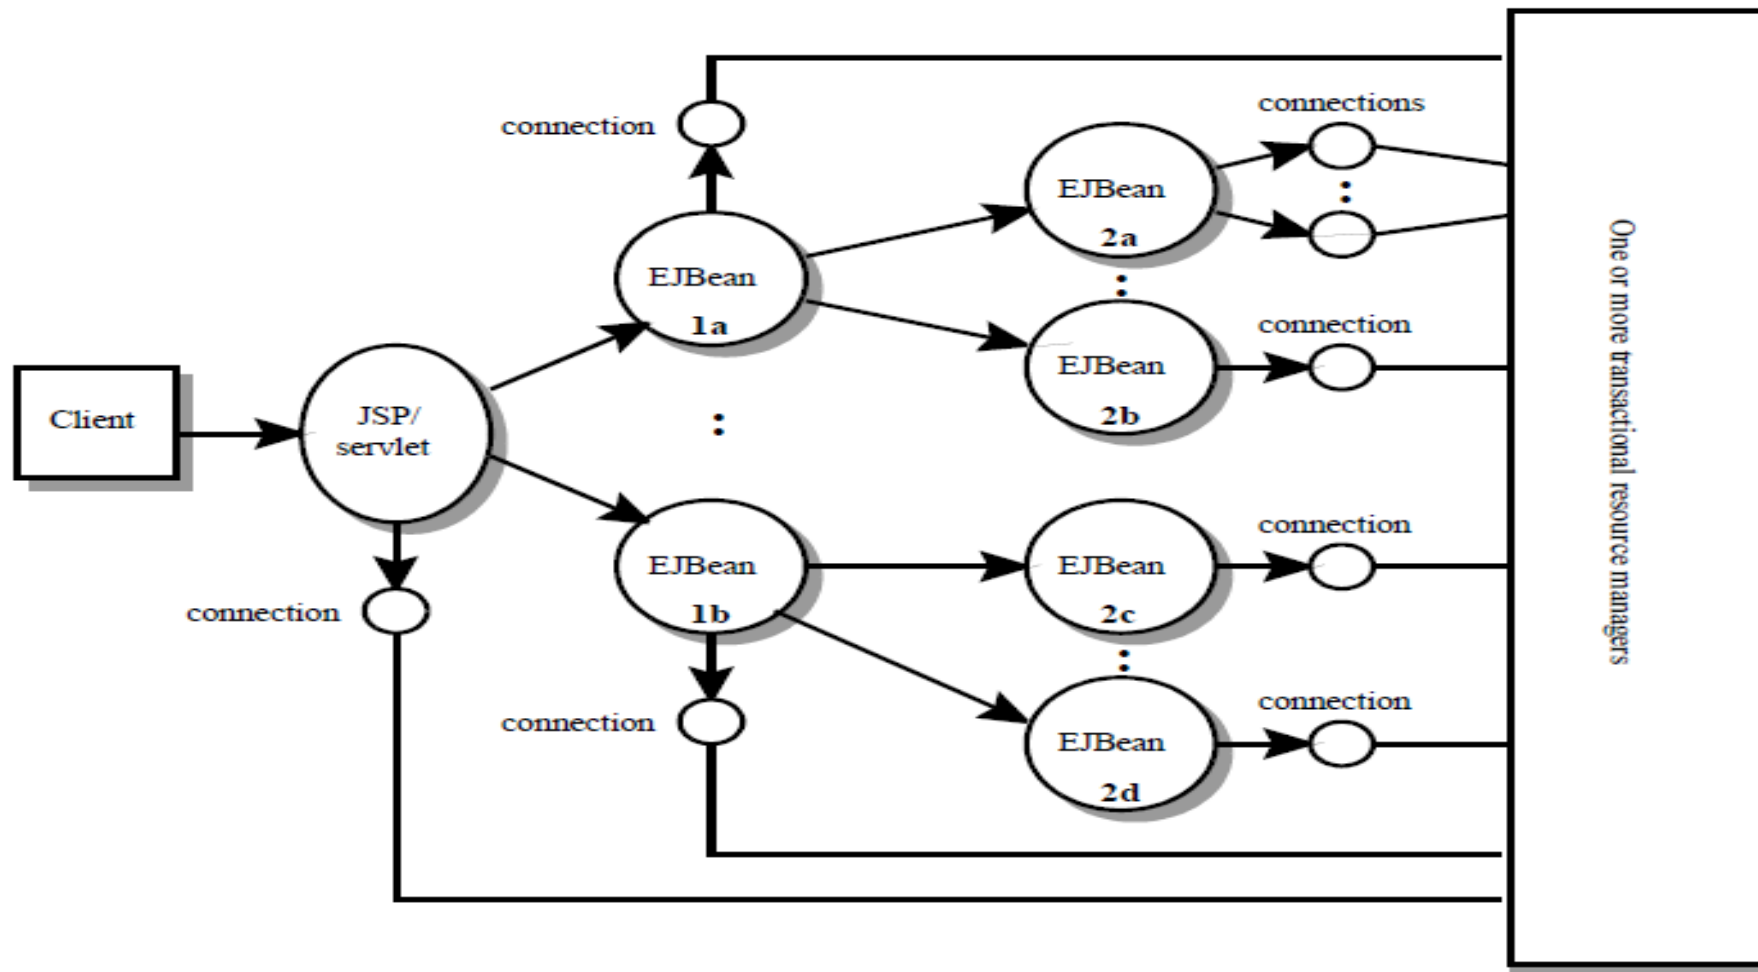 connections
connection
EJBean
2a
EJBean
1a
connection
EJBean
2b
Client
JSP/
servlet
connection
EJBean
1b
connection
EJBean
2c
connection
connection
EJBean
2d
One or more transactional resource managers